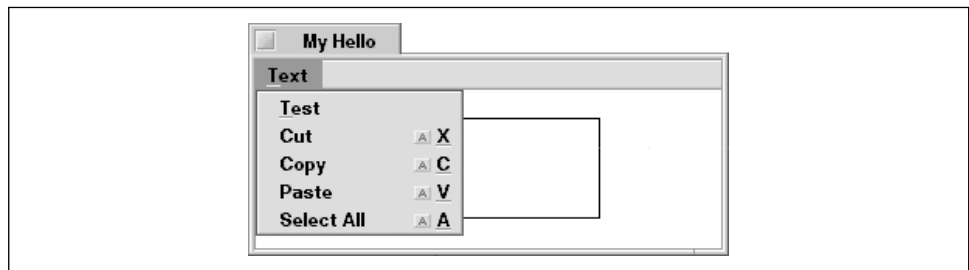 My Hello
Text
Test
Cut A X
Copy A C
Paste A V
Select All A A